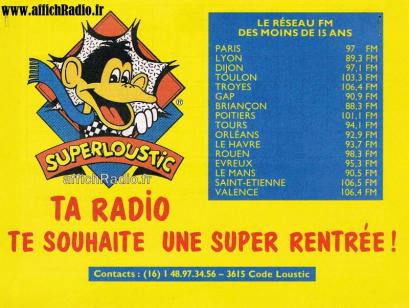 www.affichRadio.fr
LE RÉSEAU FM
DES MOINS DE 15 ANS
PARIS 97 FM
LYON 89,3 FM
DIJON 97,1 FM
TOULON 103,3 FM
TROYES 106,4 FM
GAP 90,9 FM
BRIANÇON 88,3 FM
POITIERS 101,1 FM
TOURS 94,1 FM
ORLÉANS 92,9 FM
LE HAVRE 93,7 FM
ROUEN 98,3 FM
EVREUX 95,3 FM
LE MANS 90,5 FM
SAINT-ETIENNE 106,5 FM
VALENCE 106,4 FM
®
SUPERLOUSTIC
affichRadio.fr
TA RADIO
TE SOUHAITE UNE SUPER RENTRÉE !
Contacts : (16) 1 48.97.34.56 – 3615 Code Loustic